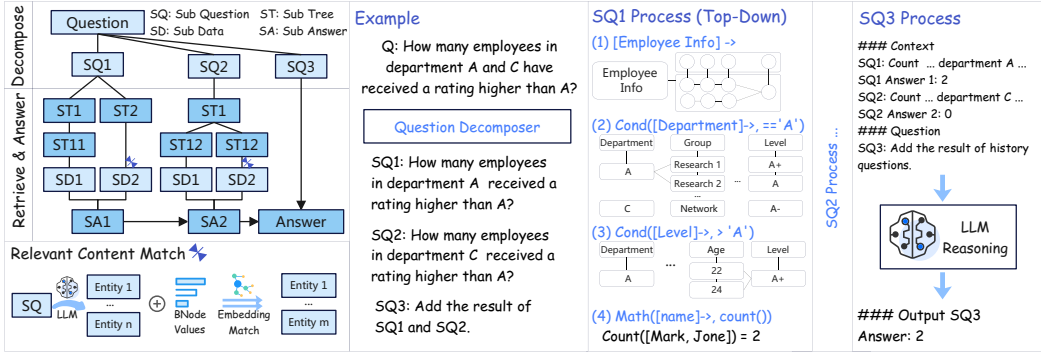 Decompose
Question
SQ: Sub Question
ST: Sub Tree
SD: Sub Data
SA: Sub Answer
SQ1
SQ2
SQ3
Retrieve & Answer
ST1
ST2
ST1
ST11
ST12
ST12
SD1
SD2
SD1
SD2
SA1
SA2
Answer
Relevant Content Match
SQ
LLM
Entity 1
...
Entity n
BNode
Values
Embedding
Match
Entity 1
...
Entity m
Example
Q: How many employees in
department A and C have
received a rating higher than A?
Question Decomposer
SQ1: How many employees
in department A received a
rating higher than A?
SQ2: How many employees
in department C received a
rating higher than A?
SQ3: Add the result of
SQ1 and SQ2.
SQ1 Process (Top-Down)
(1) [Employee Info] ->
Employee
Info
(2) Cond([Department]->, =='A')
Department
Group
Level
A
Research 1
A+
Research 2
...
A
...
C
Network
A-
(3) Cond([Level]->, > 'A')
Department
...
Age
Level
A
22
A+
24
(4) Math([name]->, count())
Count([Mark, Jone]) = 2
SQ2 Process ...
SQ3 Process
### Context
SQ1: Count ... department A ...
SQ1 Answer 1: 2
SQ2: Count ... department C ...
SQ2 Answer 2: 0
### Question
SQ3: Add the result of history
questions.
LLM
Reasoning
### Output SQ3
Answer: 2